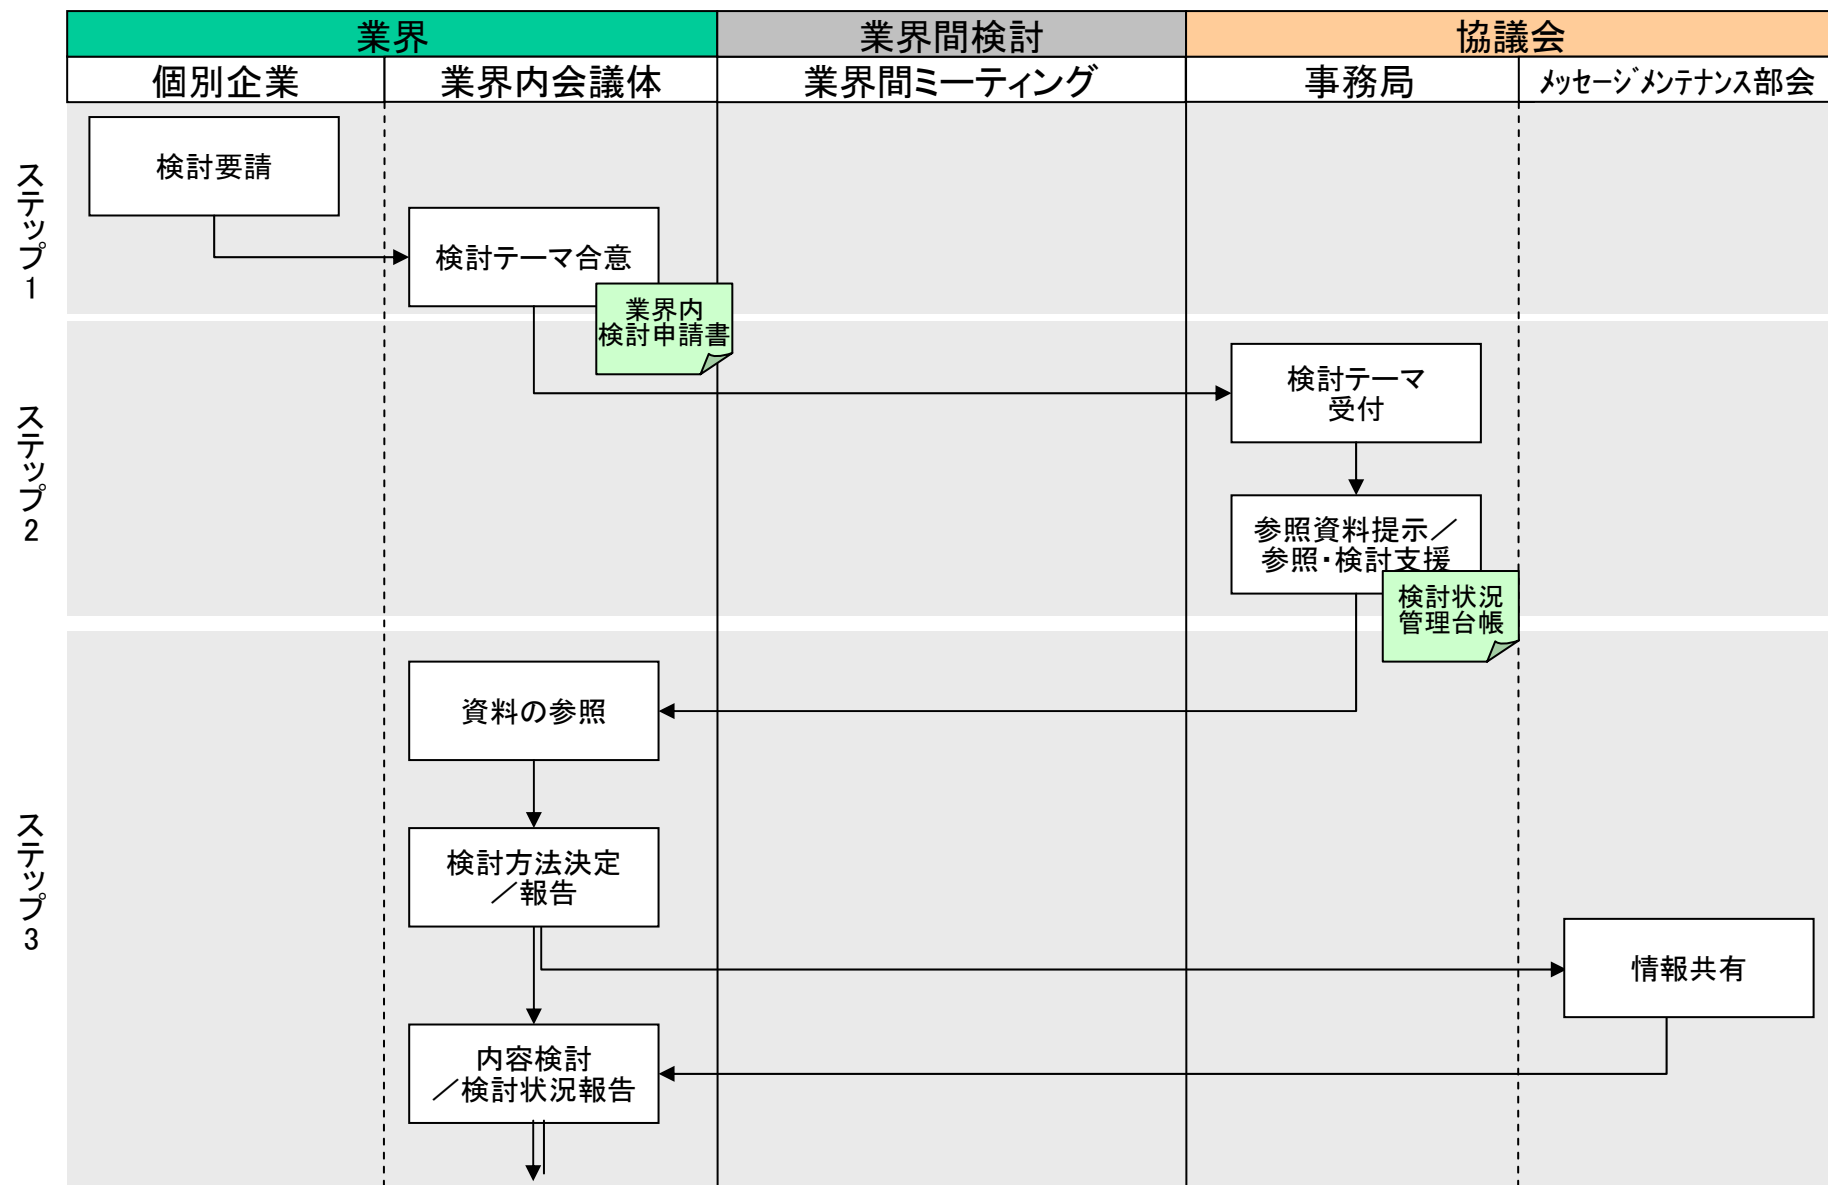 業界
業界間検討
協議会
個別企業
業界内会議体
業界間ミーティング
事務局
メッセージメンテナンス部会
ステップ1
検討要請
検討テーマ合意
業界内
検討申請書
ステップ2
検討テーマ
受付
参照資料提示／
参照・検討支援
検討状況
管理台帳
ステップ3
資料の参照
検討方法決定
／報告
情報共有
内容検討
／検討状況報告